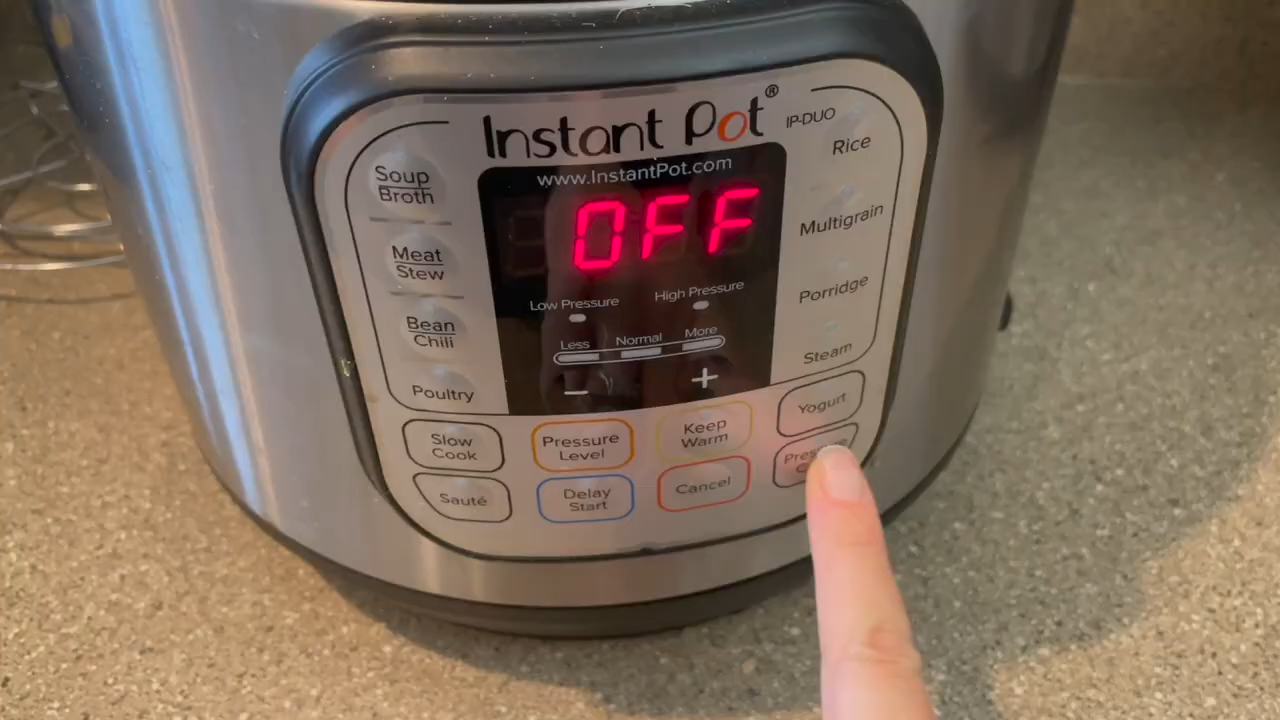 Instant Pot®
IP-DUO
www.InstantPot.com
OFF
Low Pressure
High Pressure
Less
Normal
More
−
+
Soup
Broth
Meat
Stew
Bean
Chili
Poultry
Rice
Multigrain
Porridge
Steam
Slow
Cook
Pressure
Level
Keep
Warm
Yogurt
Sauté
Delay
Start
Cancel